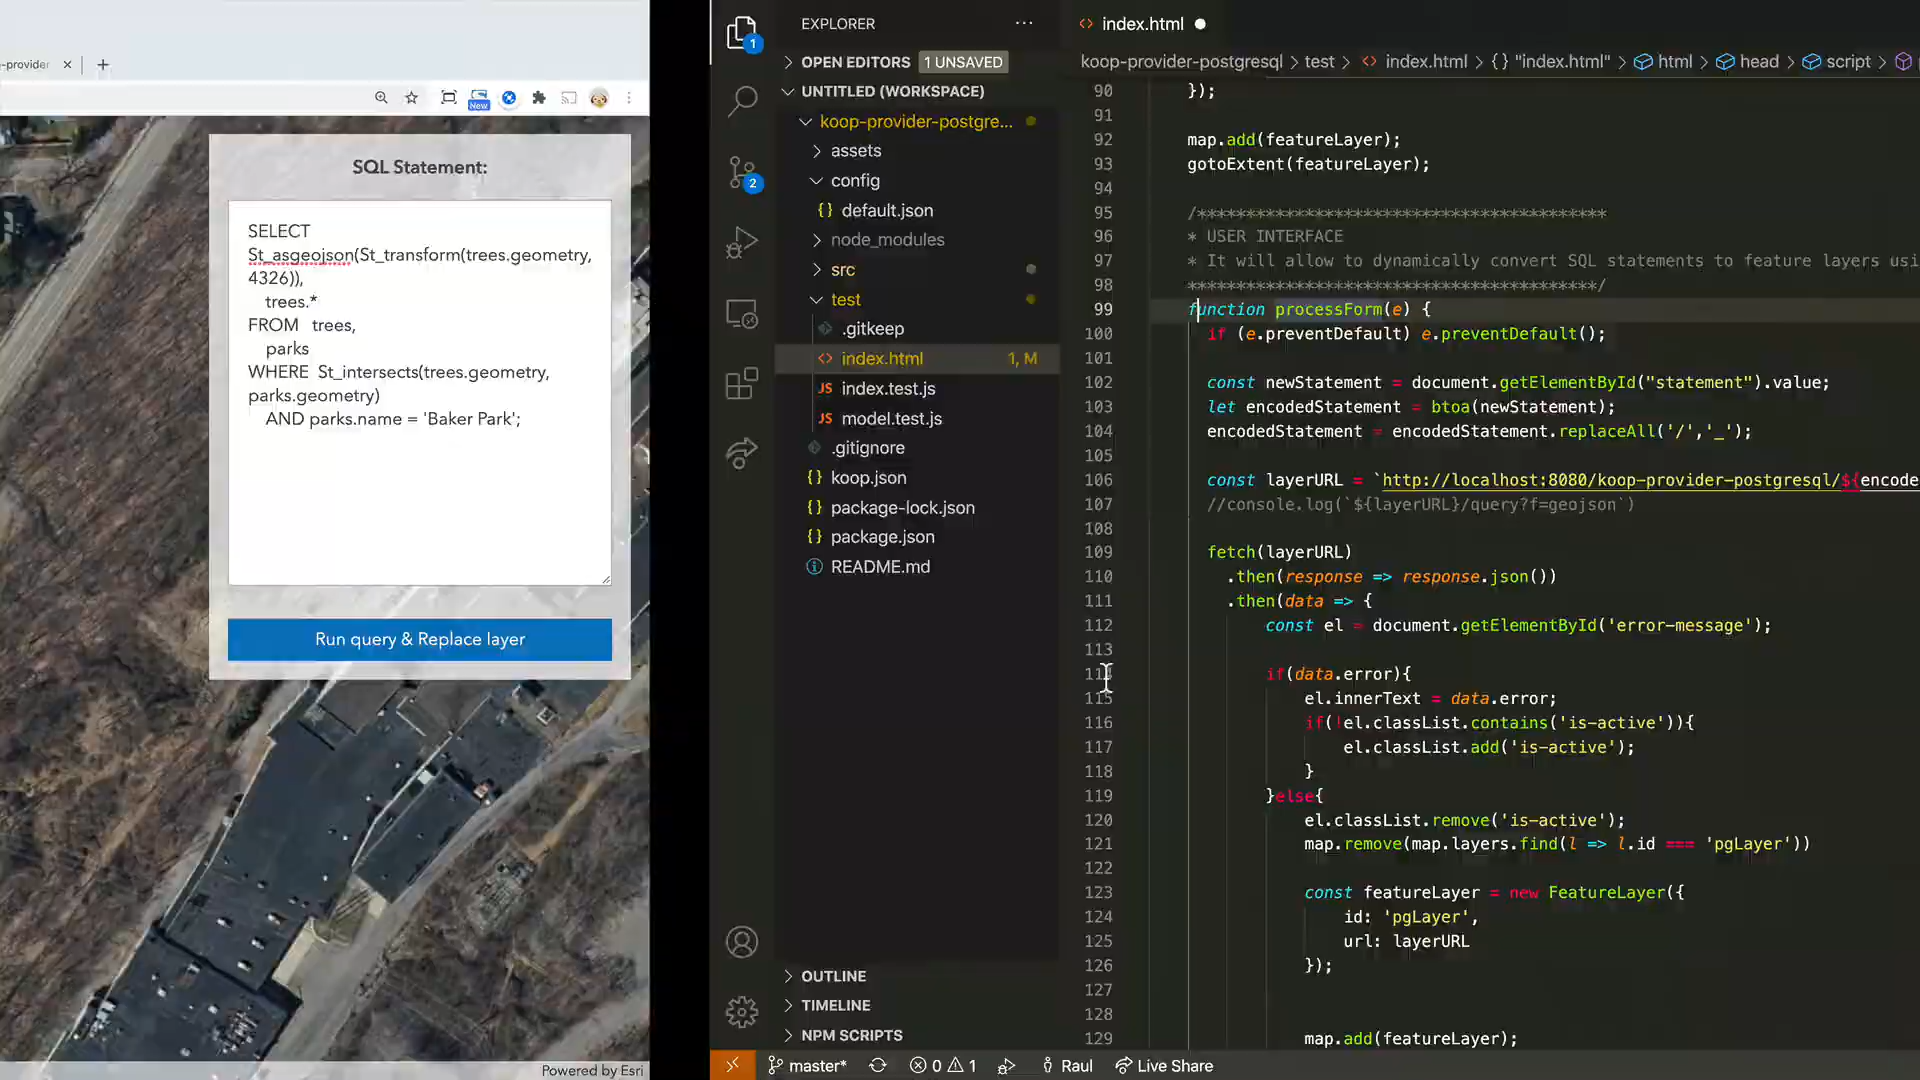 -provider
New
SQL Statement:
SELECT
St_asgeojson(St_transform(trees.geometry,
4326)),
trees.*
FROM trees,
parks
WHERE St_intersects(trees.geometry,
parks.geometry)
AND parks.name = 'Baker Park';
Run query & Replace layer
Powered by Esri
1
2
EXPLORER
OPEN EDITORS 1 UNSAVED
UNTITLED (WORKSPACE)
koop-provider-postgre...
assets
config
{} default.json
node_modules
src
test
.gitkeep
<> index.html 1, M
JS index.test.js
JS model.test.js
.gitignore
{} koop.json
{} package-lock.json
{} package.json
README.md
OUTLINE
TIMELINE
NPM SCRIPTS
<> index.html
koop-provider-postgresql > test > <> index.html > {} "index.html" > html > head > script >
90 });
91
92 map.add(featureLayer);
93 gotoExtent(featureLayer);
94
95 /******************************************
96 * USER INTERFACE
97 * It will allow to dynamically convert SQL statements to feature layers usi
98 ******************************************/
99 function processForm(e) {
100 if (e.preventDefault) e.preventDefault();
101
102 const newStatement = document.getElementById("statement").value;
103 let encodedStatement = btoa(newStatement);
104 encodedStatement = encodedStatement.replaceAll('/','_');
105
106 const layerURL = `http://localhost:8080/koop-provider-postgresql/${encode
107 //console.log(`${layerURL}/query?f=geojson`)
108
109 fetch(layerURL)
110 .then(response => response.json())
111 .then(data => {
112 const el = document.getElementById('error-message');
113
114 if(data.error){
115 el.innerText = data.error;
116 if(!el.classList.contains('is-active')){
117 el.classList.add('is-active');
118 }
119 }else{
120 el.classList.remove('is-active');
121 map.remove(map.layers.find(l => l.id === 'pgLayer'))
122
123 const featureLayer = new FeatureLayer({
124 id: 'pgLayer',
125 url: layerURL
126 });
127
128
129 map.add(featureLayer);
master* 0 1 Raul Live Share